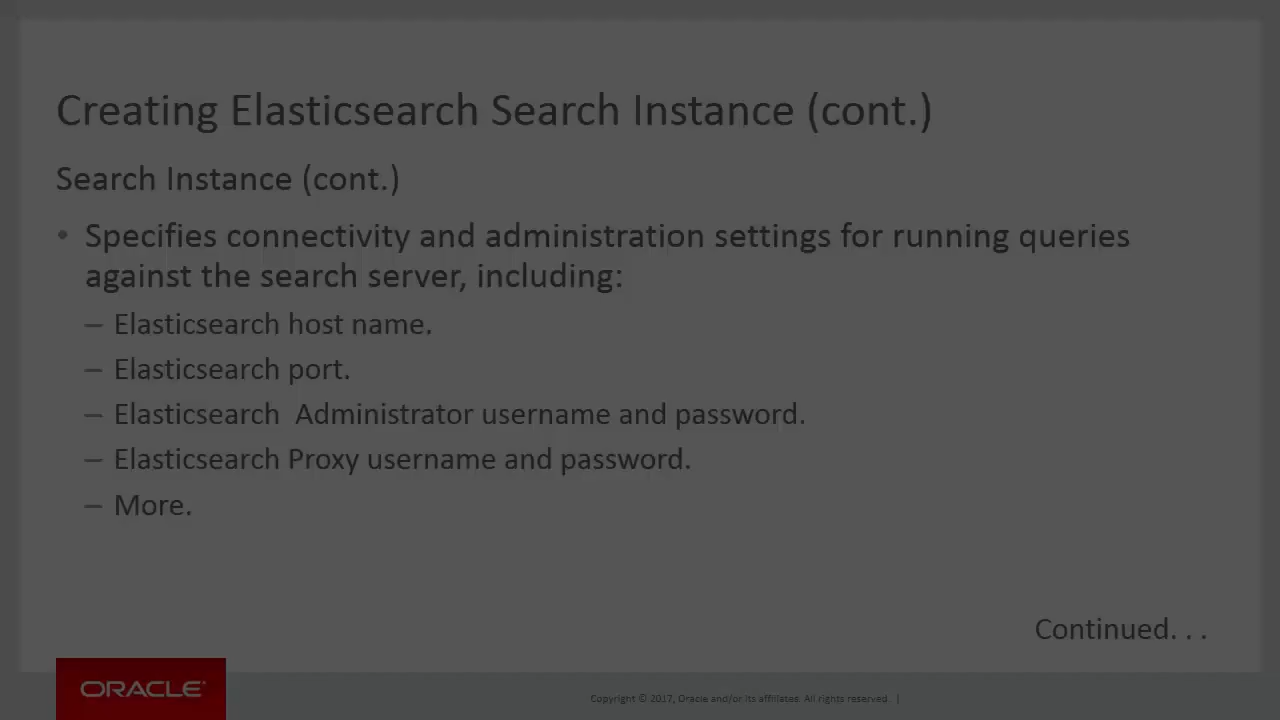 Creating Elasticsearch Search Instance (cont.)
Search Instance (cont.)
• Specifies connectivity and administration settings for running queries
against the search server, including:
– Elasticsearch host name.
– Elasticsearch port.
– Elasticsearch  Administrator username and password.
– Elasticsearch Proxy username and password.
– More.
Continued. . .
ORACLE
Copyright © 2017, Oracle and/or its affiliates. All rights reserved. |